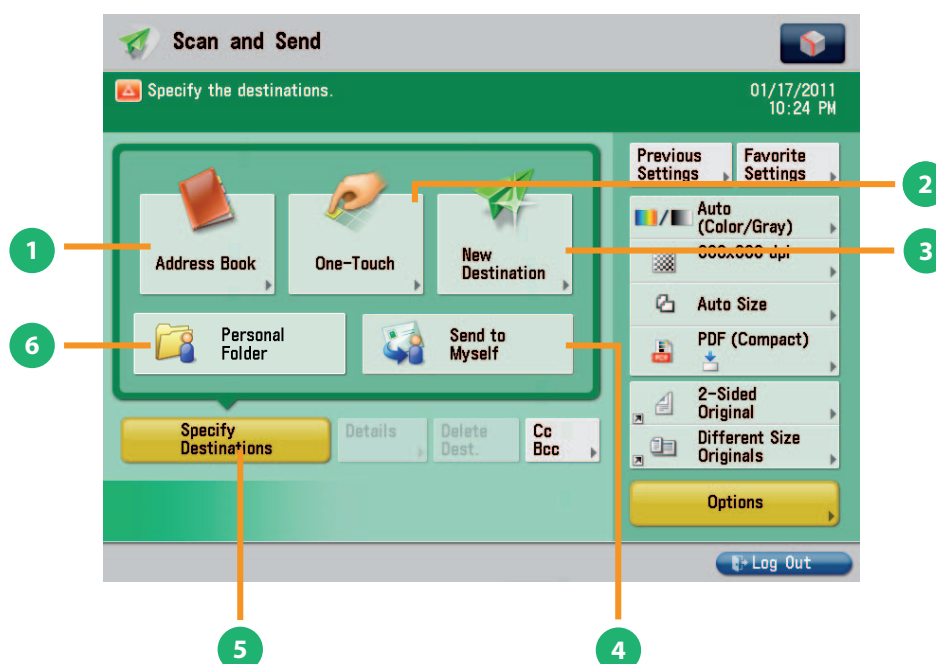 Scan and Send
Specify the destinations.
01/17/2011
10:24 PM
Previous
Settings
Favorite
Settings
2
1
Address Book
One-Touch
New
Destination
Auto
(Color/Gray)
3
dpi
Auto Size
6
Personal
Folder
Send to
Myself
PDF (Compact)
PDF
Specify
Destinations
Details
Delete
Dest.
Cc
Bcc
2-Sided
Original
Different Size
Originals
Options
Log Out
5
4